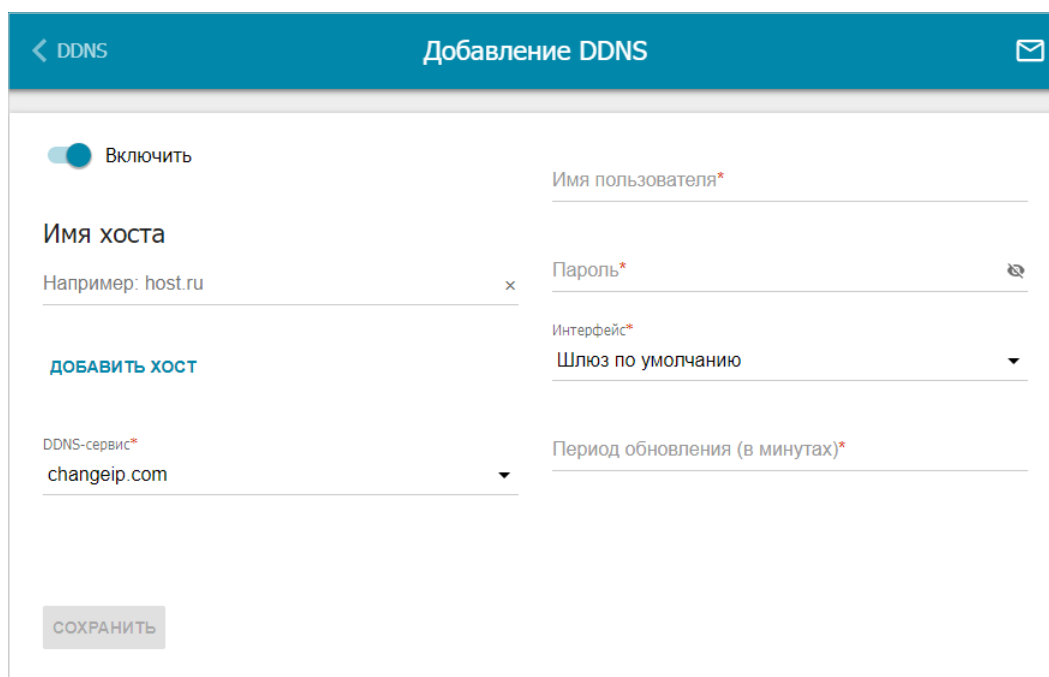 DDNS
Добавление DDNS
Включить
Имя хоста
Например: host.ru
ДОБАВИТЬ ХОСТ
DDNS-сервис*
changeip.com
Имя пользователя*
Пароль*
Интерфейс*
Шлюз по умолчанию
Период обновления (в минутах)*
СОХРАНИТЬ